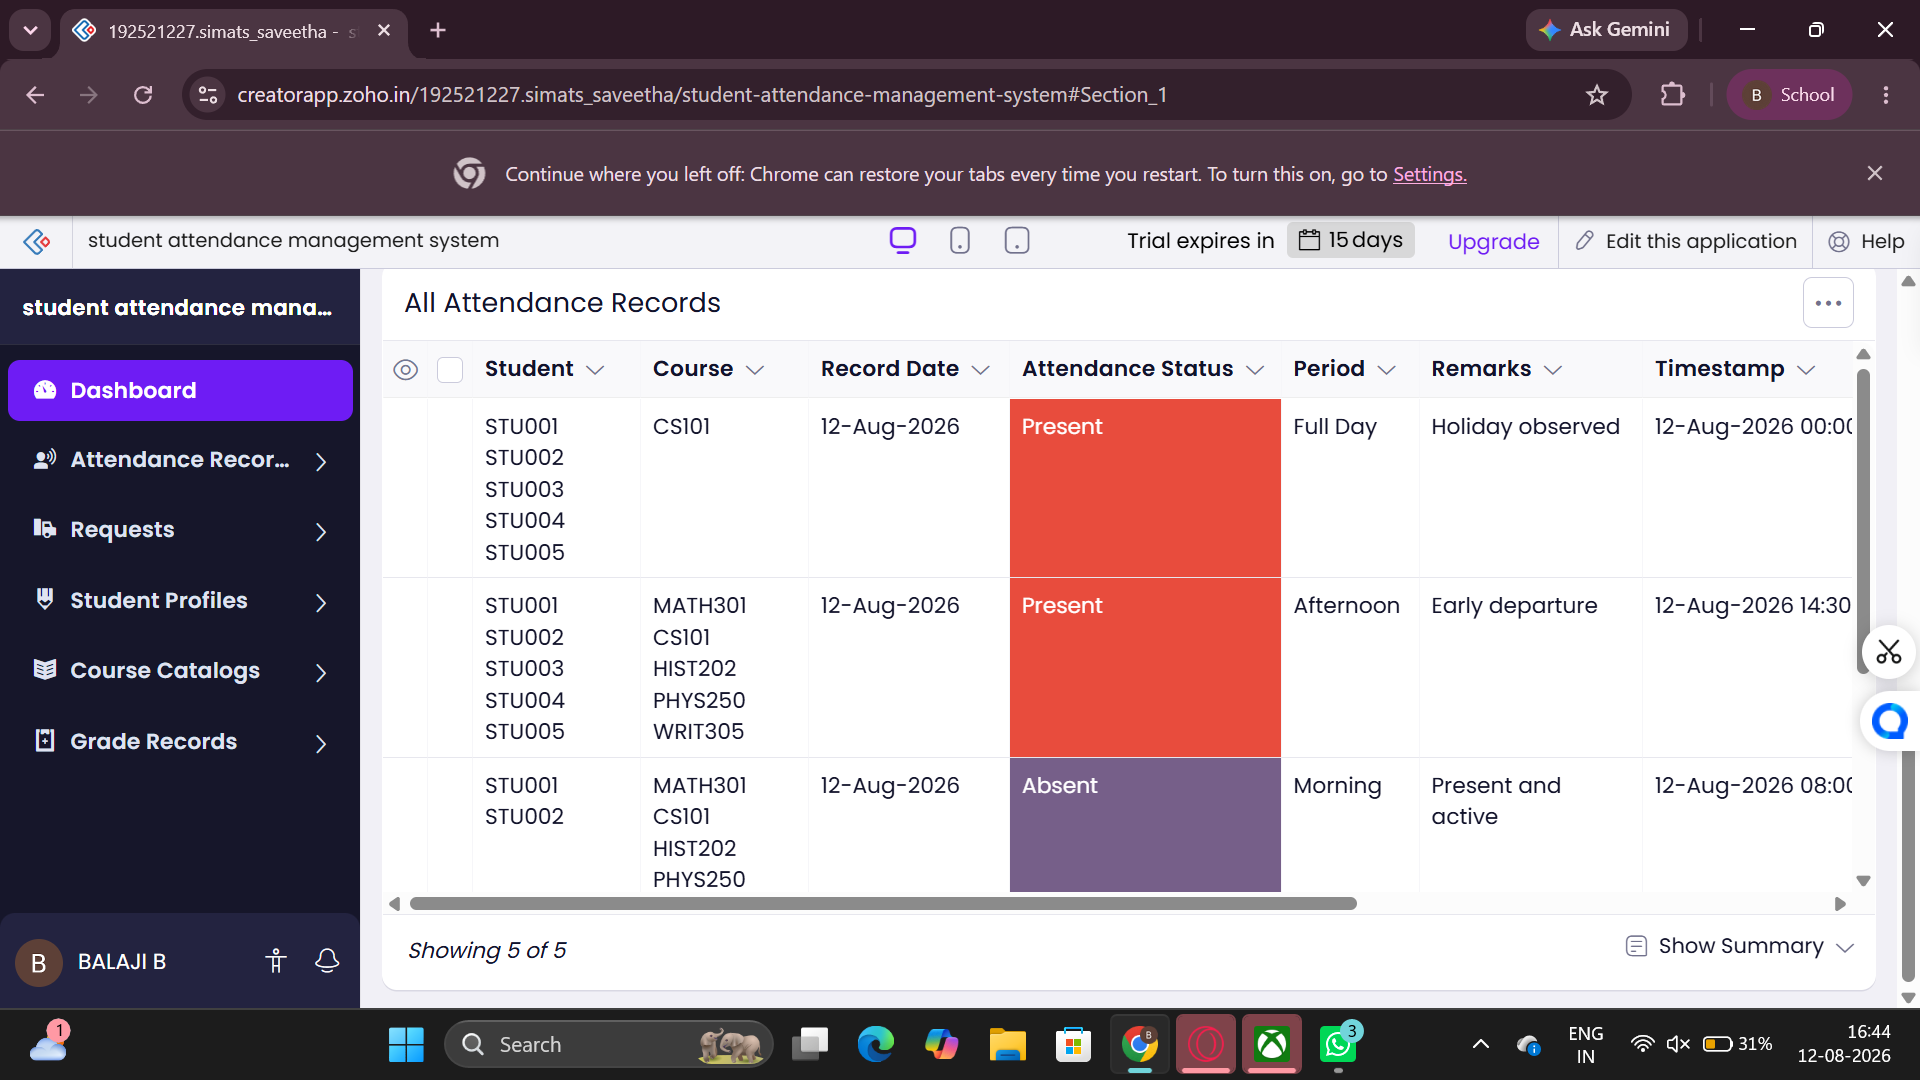 192521227.simats_saveetha - s
Ask Gemini
creatorapp.zoho.in/192521227.simats_saveetha/student-attendance-management-system#Section_1
B School
Continue where you left off: Chrome can restore your tabs every time you restart. To turn this on, go to Settings.
student attendance management system
Trial expires in 15 days Upgrade Edit this application Help
student attendance mana...
Dashboard
Attendance Recor...
Requests
Student Profiles
Course Catalogs
Grade Records
B BALAJI B
All Attendance Records
Student Course Record Date Attendance Status Period Remarks Timestamp
STU001 CS101 12-Aug-2026 Present Full Day Holiday observed 12-Aug-2026 00:00
STU002
STU003
STU004
STU005
STU001 MATH301 12-Aug-2026 Present Afternoon Early departure 12-Aug-2026 14:30
STU002 CS101
STU003 HIST202
STU004 PHYS250
STU005 WRIT305
STU001 MATH301 12-Aug-2026 Absent Morning Present and 12-Aug-2026 08:00
STU002 CS101 active
HIST202
PHYS250
Showing 5 of 5
Show Summary
1
Search
B
3
ENG
IN
31%
16:44
12-08-2026